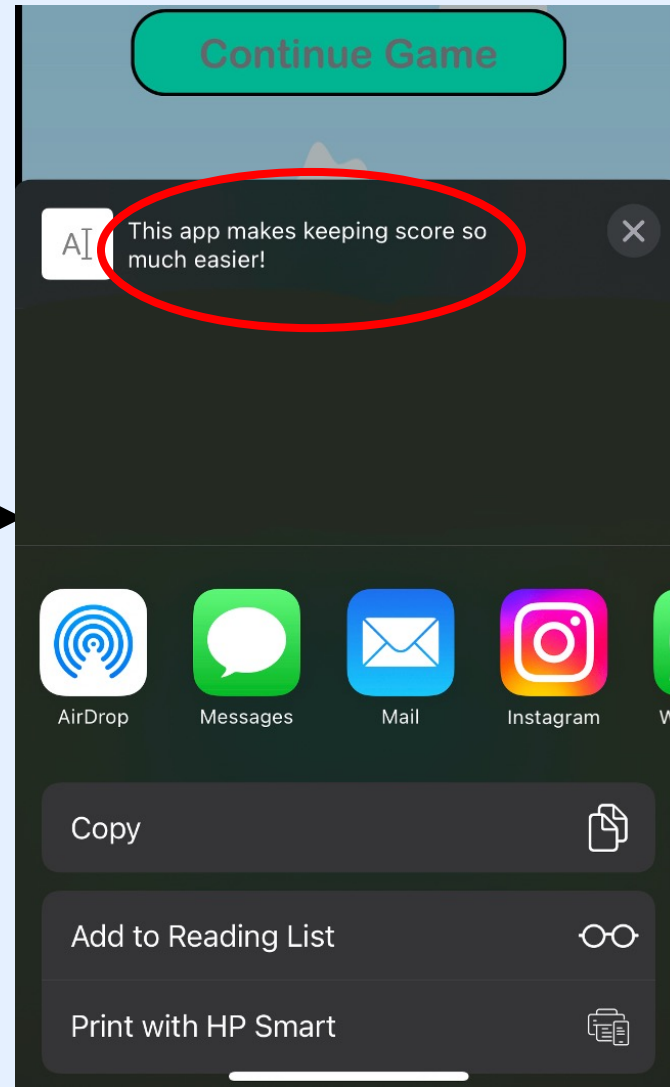 Continue Game
AI
This app makes keeping score so
much easier!
AirDrop
Messages
Mail
Instagram
W
Copy
Add to Reading List
Print with HP Smart